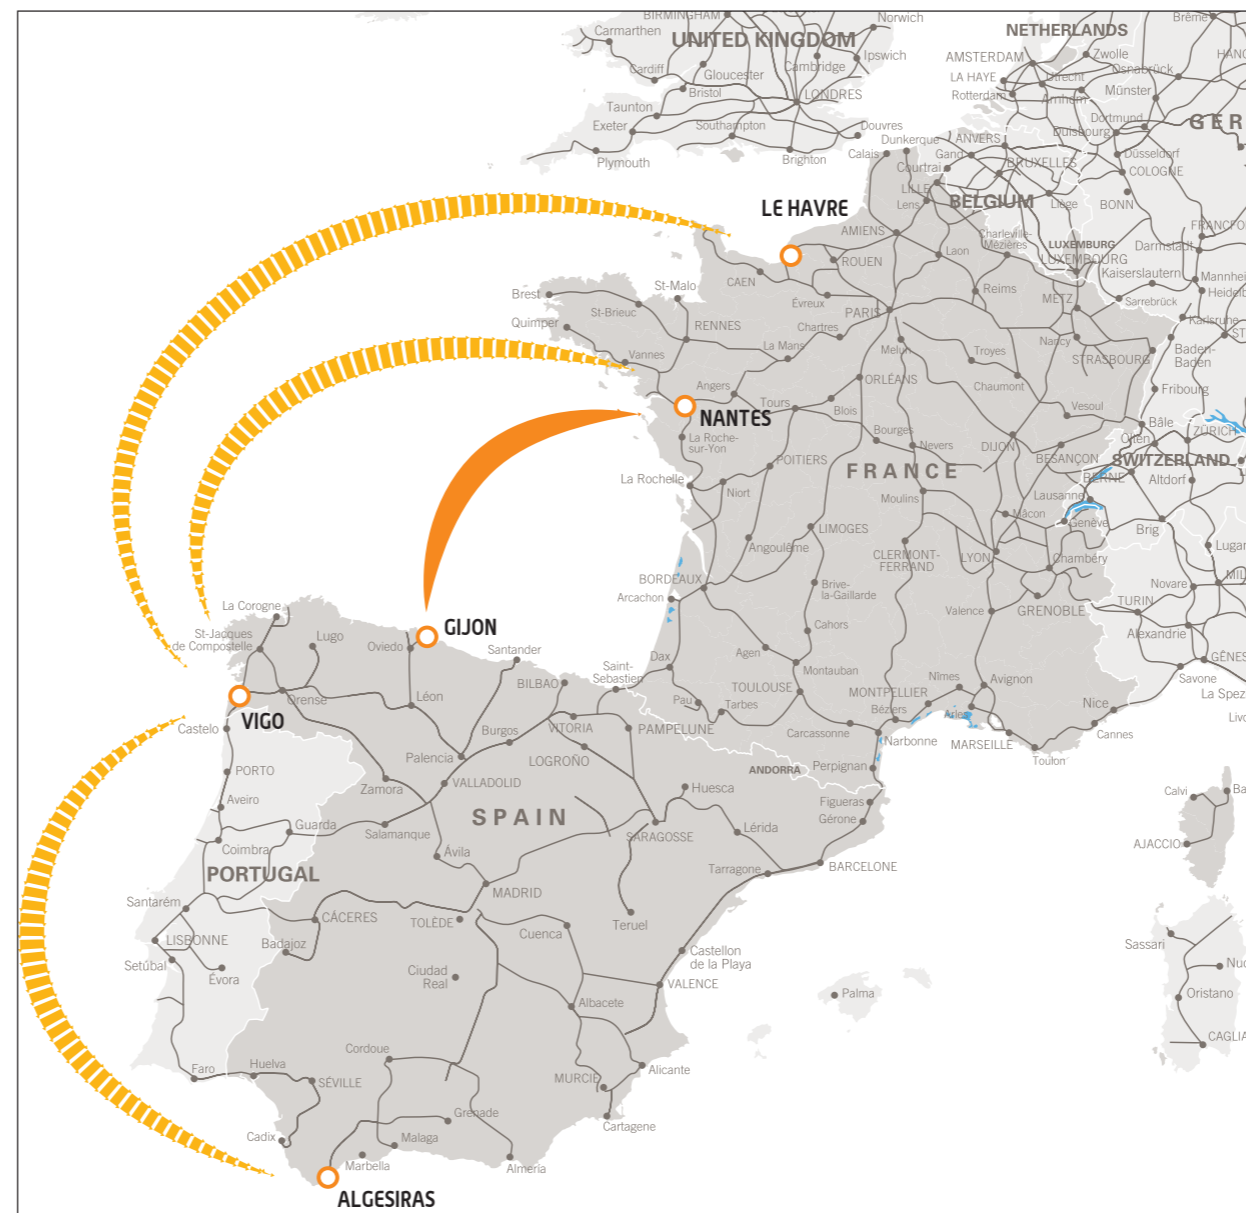 BIRMINGHAM
Norwich
Carmarthen
UNITED KINGDOM
Ipswich
Cambridge
Cardiff
Gloucester
Bristol
LONDRES
Taunton
Exeter
Southampton
Douvres
Plymouth
Brighton
Calais
Dunkerque
NETHERLANDS
Brême
AMSTERDAM
Zwolle
HANO
LA HAYE
Utrecht
Osnabrück
Rotterdam
Arnhem
Münster
Dortmund
GER
ANVERS
Duisbourg
Gand
BRUXELLES
Düsseldorf
Courtrai
COLOGNE
LILLE
BELGIUM
Liège
BONN
Lens
LE HAVRE
AMIENS
Charleville-
Mézières
FRANCFO
LUXEMBURG
Darmstadt
Laon
LUXEMBOURG
ROUEN
Kaiserslautern
Mannhei
CAEN
Reims
METZ
Sarrebrück
Heidelb
Brest
St-Malo
Évreux
PARIS
Karlsruhe
St-Brieuc
Quimper
RENNES
Chartres
ST
La Mans
Melun
Troyes
Nancy
STRASBOURG
Baden-
Baden
Vannes
Angers
ORLÉANS
Chaumont
Fribourg
Tours
Blois
Vesoul
NANTES
Bâle
ZÜRICH
La Roche-
sur-Yon
Bourges
Nevers
DIJON
BESANÇON
Olten
SWITZERLAND
POITIERS
FRANCE
BERNE
Altdorf
La Rochelle
Niort
Moulins
Lausanne
Mâcon
Genève
Brig
LIMOGES
Angoulême
CLERMONT-
FERRAND
LYON
Chambéry
Lugan
BORDEAUX
Brive-
la-Gaillarde
Novare
MIL
Arcachon
Valence
GRENOBLE
TURIN
La Corogne
Cahors
Alexandrie
St-Jacques
de Compostelle
Lugo
Oviedo
GIJON
Santander
Agen
Dax
Montauban
GÊNES
Saint-
Sebastien
Nîmes
Avignon
Savone
BILBAO
TOULOUSE
MONTPELLIER
La Spez
Orense
Léon
Pau
Tarbes
Béziers
Arles
Nice
VIGO
Livo
Castelo
Burgos
VITORIA
PAMPELUNE
Carcassonne
Narbonne
MARSEILLE
Cannes
Toulon
Palencia
LOGROÑO
ANDORRA
Perpignan
PORTO
Zamora
VALLADOLID
Huesca
Calvi
Ba
Aveiro
Figueras
SPAIN
Guarda
Salamanque
SARAGOSSE
Lérida
Gérone
Coimbra
Ávila
AJACCIO
PORTUGAL
Tarragone
BARCELONE
MADRID
Santarém
CÁCERES
TOLÈDE
Teruel
LISBONNE
Badajoz
Cuenca
Castellon
de la Playa
Sassari
Setúbal
Évora
Ciudad
Real
Nuo
VALENCE
Palma
Oristano
Albacete
Cordoue
CAGLIA
Faro
Huelva
SÉVILLE
MURCIE
Alicante
Grenade
Cartagene
Cadix
Malaga
Marbella
Almeria
ALGESIRAS